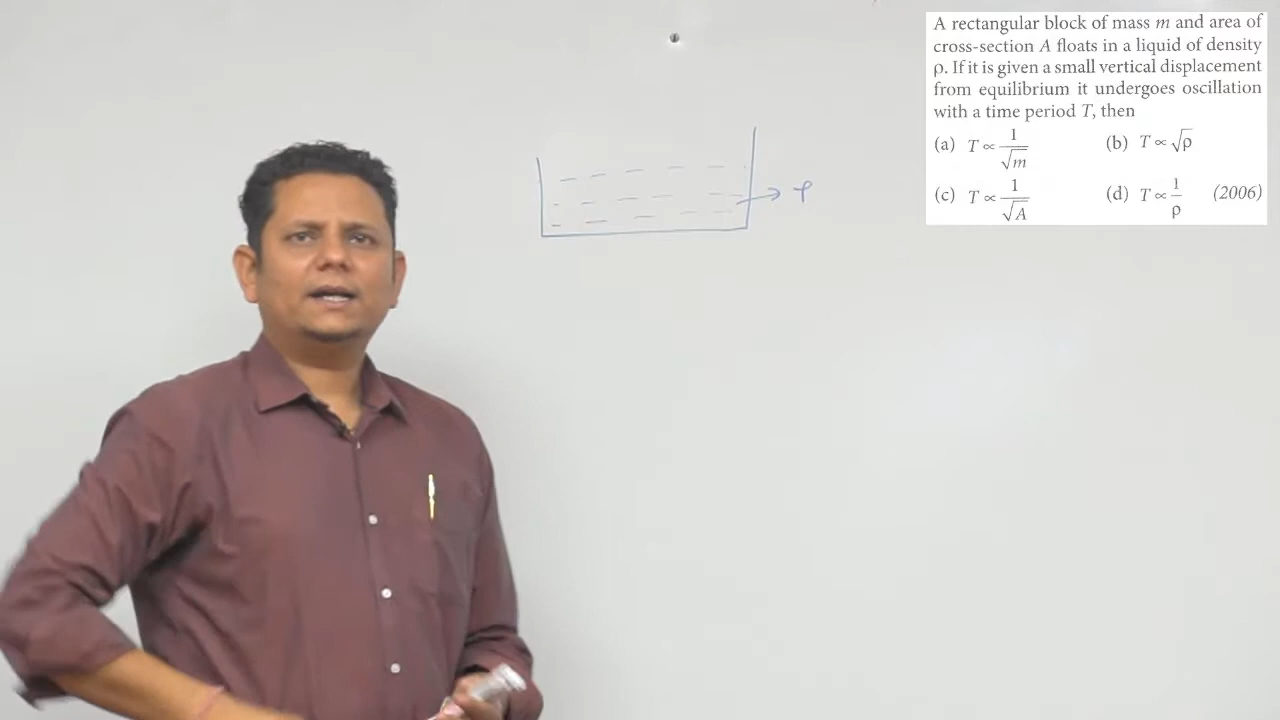 A rectangular block of mass m and area of
cross-section A floats in a liquid of density
ρ. If it is given a small vertical displacement
from equilibrium it undergoes oscillation
with a time period T, then
(a) T ∝ 1/√m (b) T ∝ √ρ
(c) T ∝ 1/√A (d) T ∝ 1/ρ (2006)
ρ